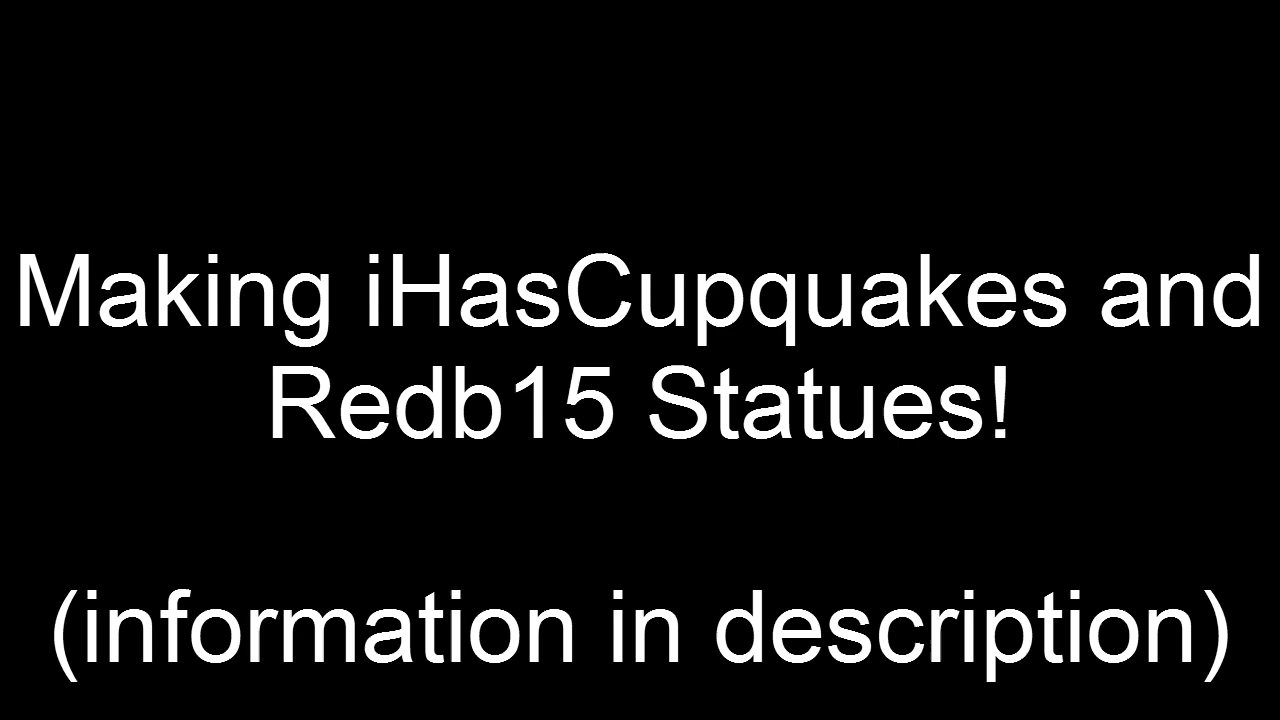 Making iHasCupquakes and
Redb15 Statues!
(information in description)